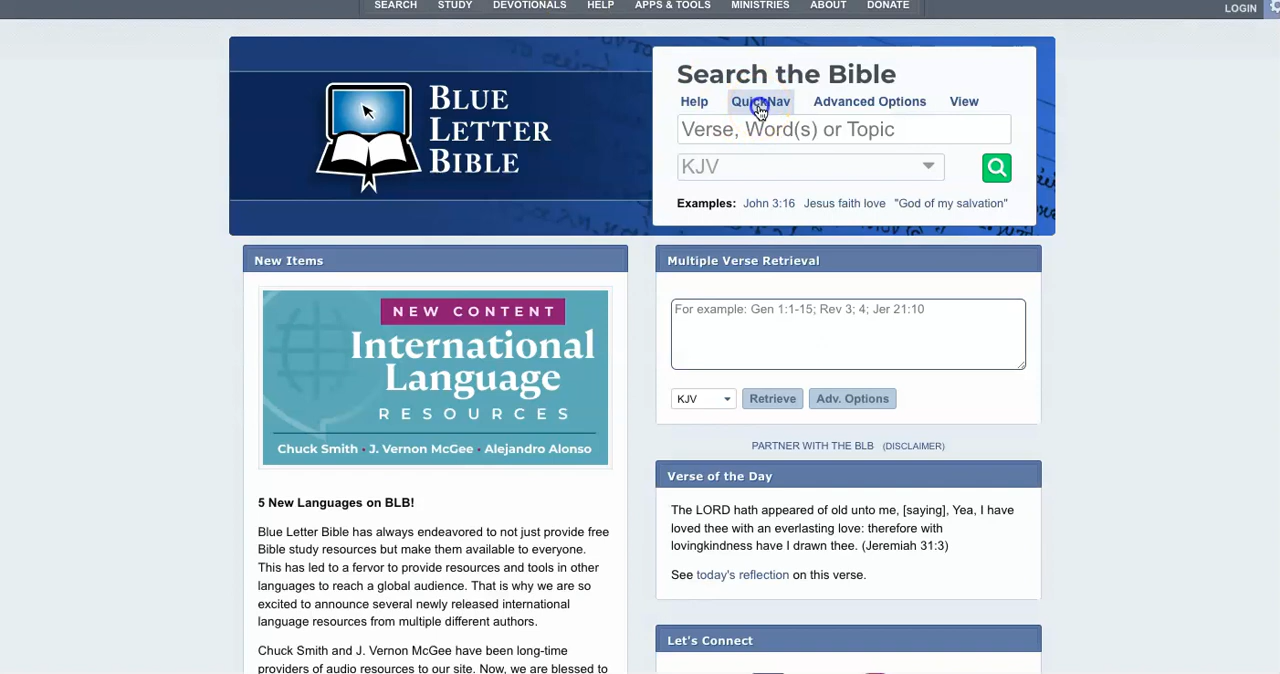 SEARCH STUDY DEVOTIONALS HELP APPS & TOOLS MINISTRIES ABOUT DONATE
LOGIN
BLUE
LETTER
BIBLE
Search the Bible
Help QuickNav Advanced Options View
Verse, Word(s) or Topic
KJV
Examples: John 3:16 Jesus faith love "God of my salvation"
New Items
NEW CONTENT
International
Language
RESOURCES
Chuck Smith · J. Vernon McGee · Alejandro Alonso
5 New Languages on BLB!
Blue Letter Bible has always endeavored to not just provide free
Bible study resources but make them available to everyone.
This has led to a fervor to provide resources and tools in other
languages to reach a global audience. That is why we are so
excited to announce several newly released international
language resources from multiple different authors.
Chuck Smith and J. Vernon McGee have been long-time
providers of audio resources to our site. Now, we are blessed to
Multiple Verse Retrieval
For example: Gen 1:1-15; Rev 3; 4; Jer 21:10
KJV Retrieve Adv. Options
PARTNER WITH THE BLB (DISCLAIMER)
Verse of the Day
The LORD hath appeared of old unto me, [saying], Yea, I have
loved thee with an everlasting love: therefore with
lovingkindness have I drawn thee. (Jeremiah 31:3)
See today's reflection on this verse.
Let's Connect